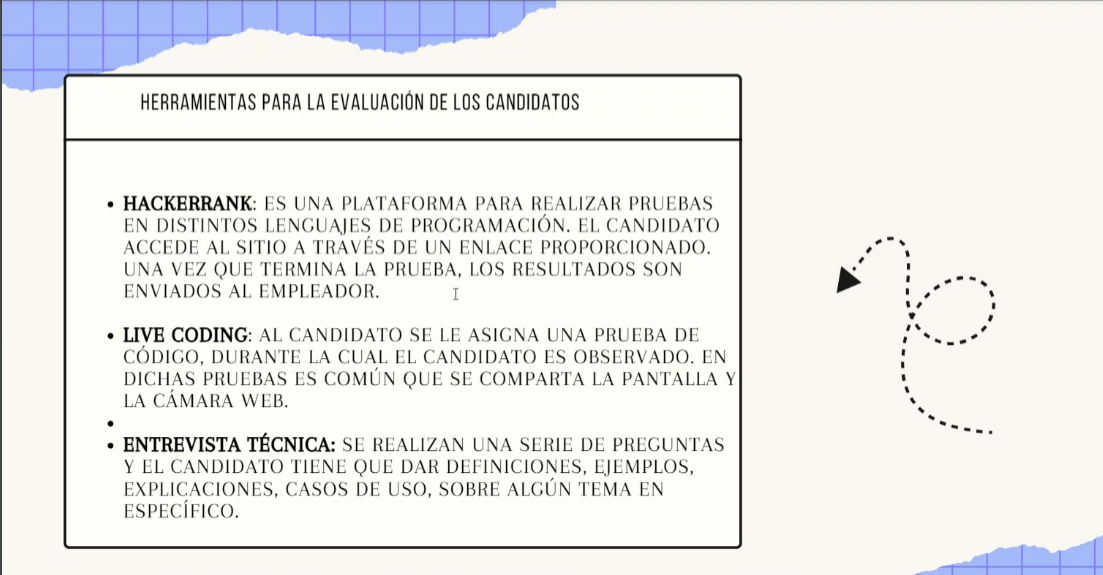 HERRAMIENTAS PARA LA EVALUACIÓN DE LOS CANDIDATOS
• HACKERRANK: ES UNA PLATAFORMA PARA REALIZAR PRUEBAS
EN DISTINTOS LENGUAJES DE PROGRAMACIÓN. EL CANDIDATO
ACCEDE AL SITIO A TRAVÉS DE UN ENLACE PROPORCIONADO.
UNA VEZ QUE TERMINA LA PRUEBA, LOS RESULTADOS SON
ENVIADOS AL EMPLEADOR.
• LIVE CODING: AL CANDIDATO SE LE ASIGNA UNA PRUEBA DE
CÓDIGO, DURANTE LA CUAL EL CANDIDATO ES OBSERVADO. EN
DICHAS PRUEBAS ES COMÚN QUE SE COMPARTA LA PANTALLA Y
LA CÁMARA WEB.
•
• ENTREVISTA TÉCNICA: SE REALIZAN UNA SERIE DE PREGUNTAS
Y EL CANDIDATO TIENE QUE DAR DEFINICIONES, EJEMPLOS,
EXPLICACIONES, CASOS DE USO, SOBRE ALGÚN TEMA EN
ESPECÍFICO.